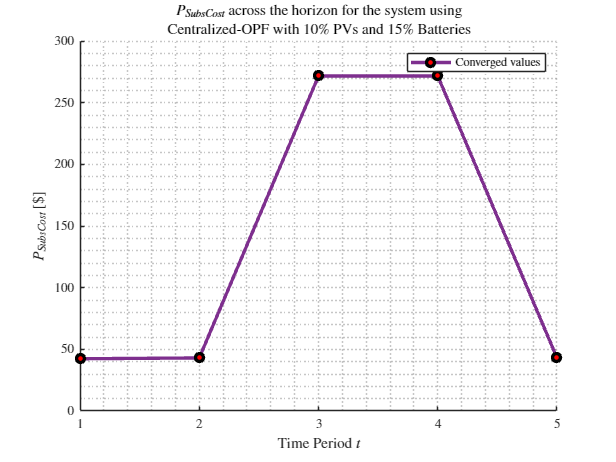 P_SubsCost across the horizon for the system using
Centralized-OPF with 10% PVs and 15% Batteries
Converged values
300
250
200
150
100
50
0
P_SubsCost [$]
1 2 3 4 5
Time Period t